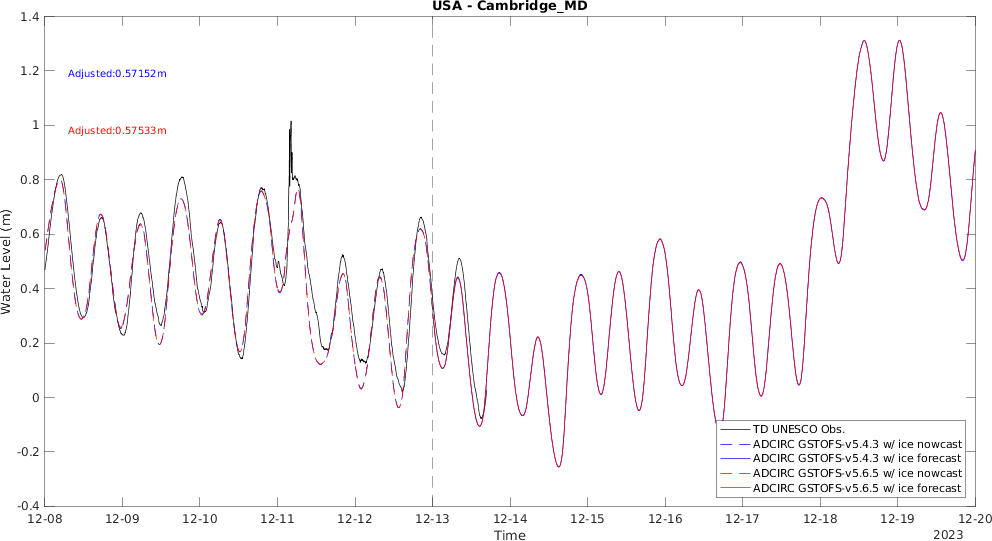 USA - Cambridge_MD
Adjusted:0.57152m
Adjusted:0.57533m
Water Level (m)
1.4
1.2
1
0.8
0.6
0.4
0.2
0
-0.2
-0.4
TD UNESCO Obs.
ADCIRC GSTOFS-v5.4.3 w/ ice nowcast
ADCIRC GSTOFS-v5.4.3 w/ ice forecast
ADCIRC GSTOFS-v5.6.5 w/ ice nowcast
ADCIRC GSTOFS-v5.6.5 w/ ice forecast
12-08 12-09 12-10 12-11 12-12 12-13 12-14 12-15 12-16 12-17 12-18 12-19 12-20
Time
2023